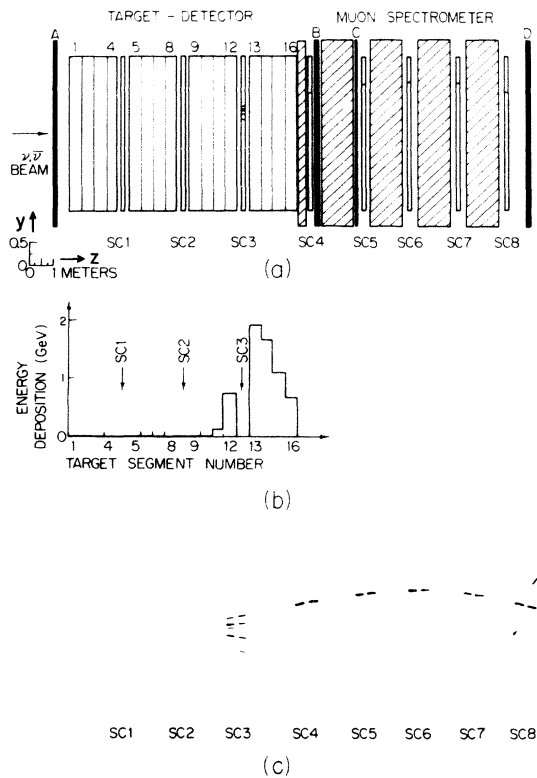 TARGET - DETECTOR MUON SPECTROMETER
A 1 4 5 8 9 12 13 16 B C D
ν,ν̅
BEAM
y
0.5
0
z
0 1 METERS
SC1 SC2 SC3 SC4 SC5 SC6 SC7 SC8
(a)
ENERGY
DEPOSITION (GeV)
2
1
0
SC1 SC2 SC3
1 4 5 8 9 12 13 16
TARGET SEGMENT NUMBER
(b)
SC1 SC2 SC3 SC4 SC5 SC6 SC7 SC8
(c)